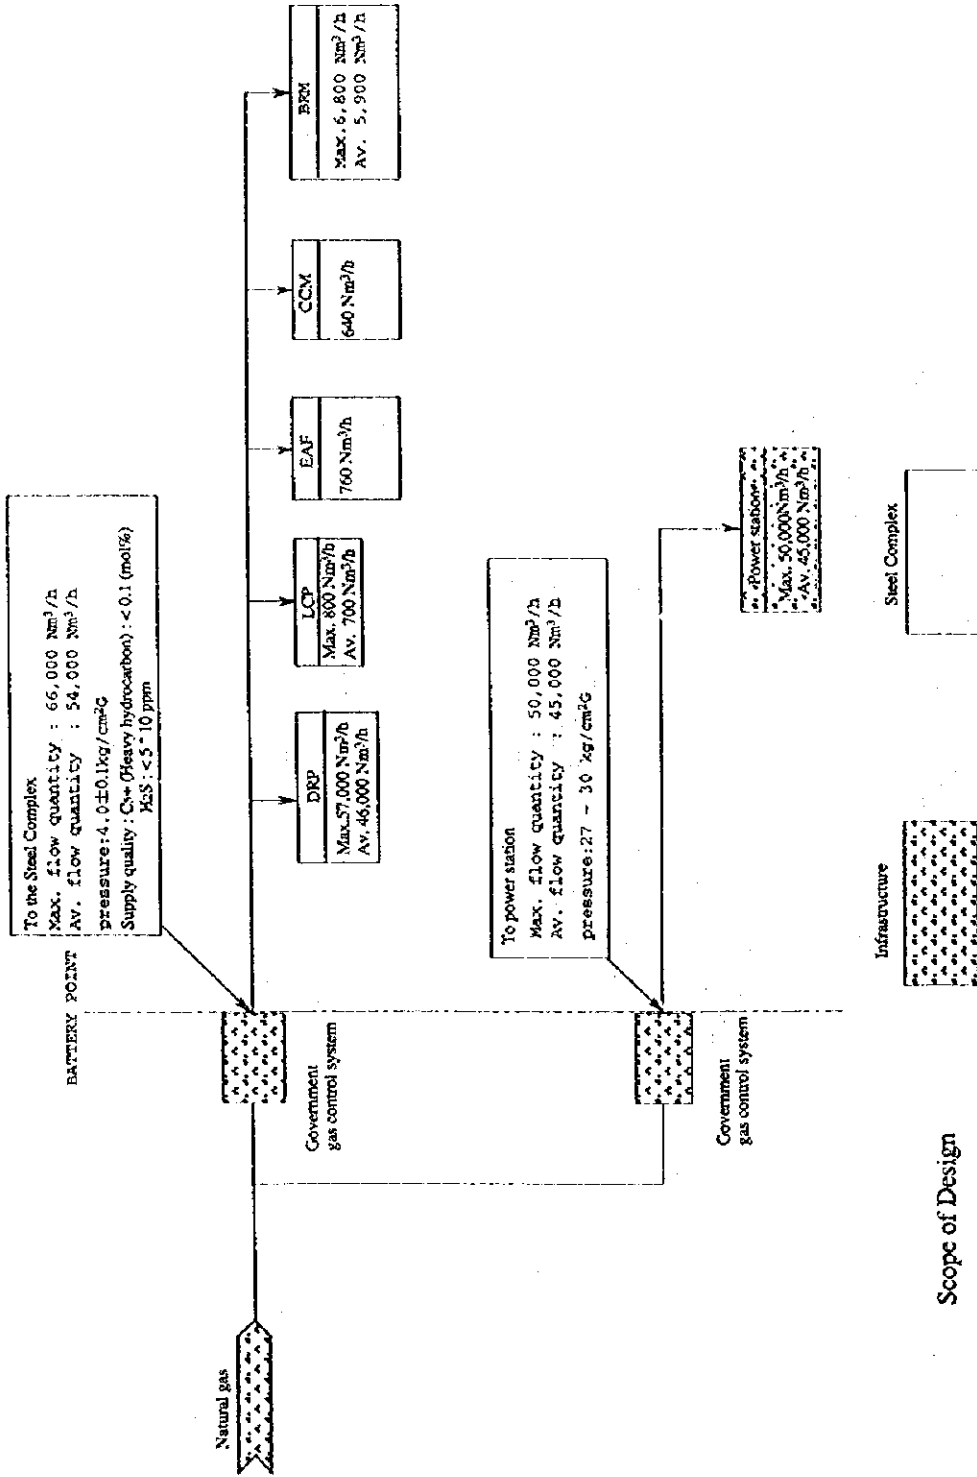 BATTERY POINT
To the Steel Complex
Max. flow quantity : 66,000 Nm³/h
Av. flow quantity : 54,000 Nm³/h
pressure:4.0±0.1kg/cm²G
Supply quality : C5+ (Heavy hydrocarbon) : < 0.1 (mol%)
H2S : < 5~10 ppm
Natural gas
Government
gas control system
DRP
Max.57,000 Nm³/h
Av. 46,000 Nm³/h
LCP
Max. 800 Nm³/h
Av. 700 Nm³/h
EAF
760 Nm³/h
CCM
640 Nm³/h
BRM
Max. 6,800 Nm³/h
Av. 5,900 Nm³/h
To power station
Max. flow quantity : 50,000 Nm³/h
Av. flow quantity : 45,000 Nm³/h
pressure:27 - 30 kg/cm²G
Government
gas control system
Power station
Max. 50,000Nm³/h
Av. 45,000 Nm³/h
Scope of Design
Infrastructure
Steel Complex